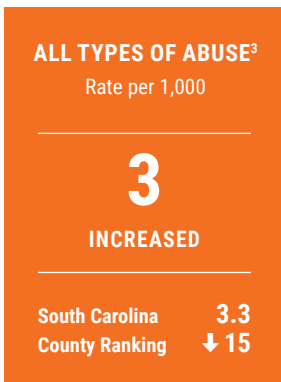 ALL TYPES OF ABUSE³
Rate per 1,000
3
INCREASED
South Carolina 3.3
County Ranking ↓ 15